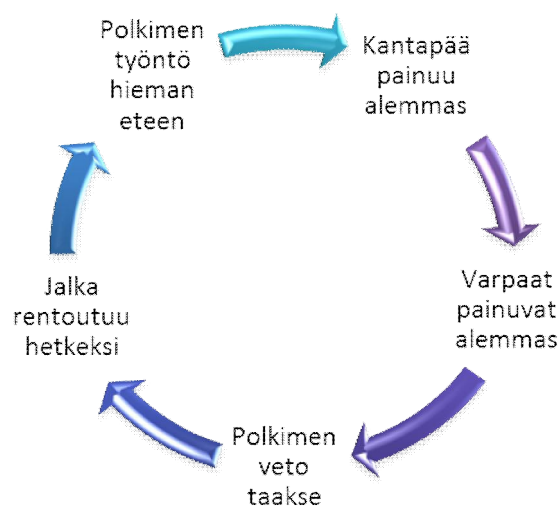 Polkimen
työntö
hieman
eteen
Kantapää
painuu
alemmas
Varpaat
painuvat
alemmas
Polkimen
veto
taakse
Jalka
rentoutuu
hetkeksi